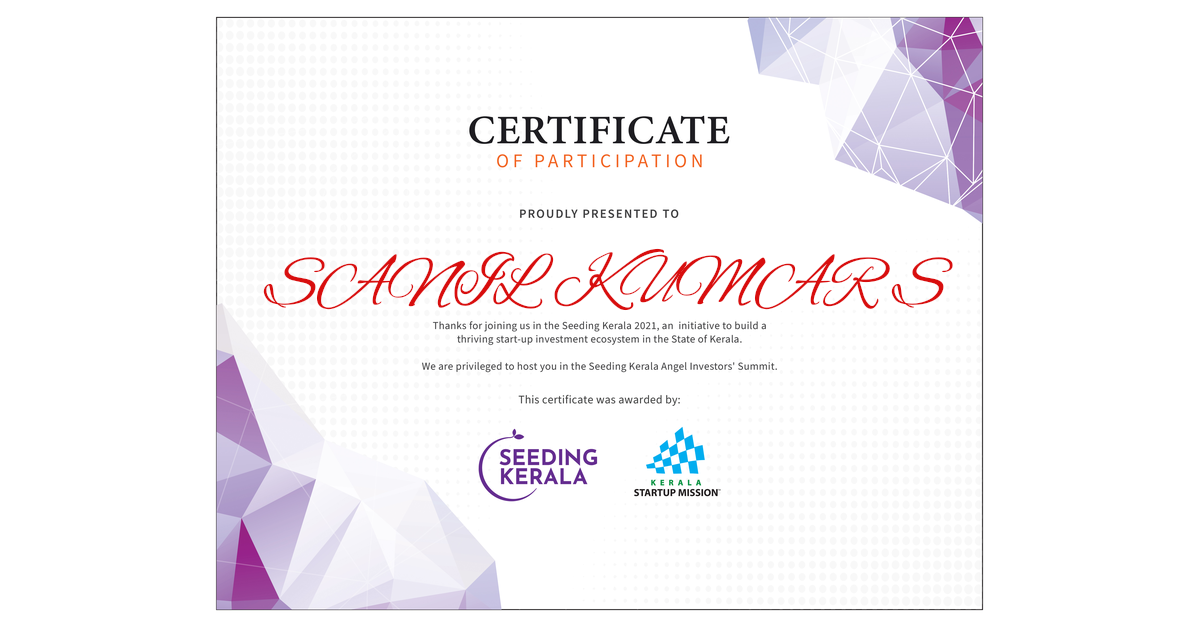 CERTIFICATE
OF PARTICIPATION
PROUDLY PRESENTED TO
SANIL KUMAR S
Thanks for joining us in the Seeding Kerala 2021, an initiative to build a
thriving start-up investment ecosystem in the State of Kerala.
We are privileged to host you in the Seeding Kerala Angel Investors' Summit.
This certificate was awarded by:
SEEDING
KERALA
KERALA
STARTUP MISSION